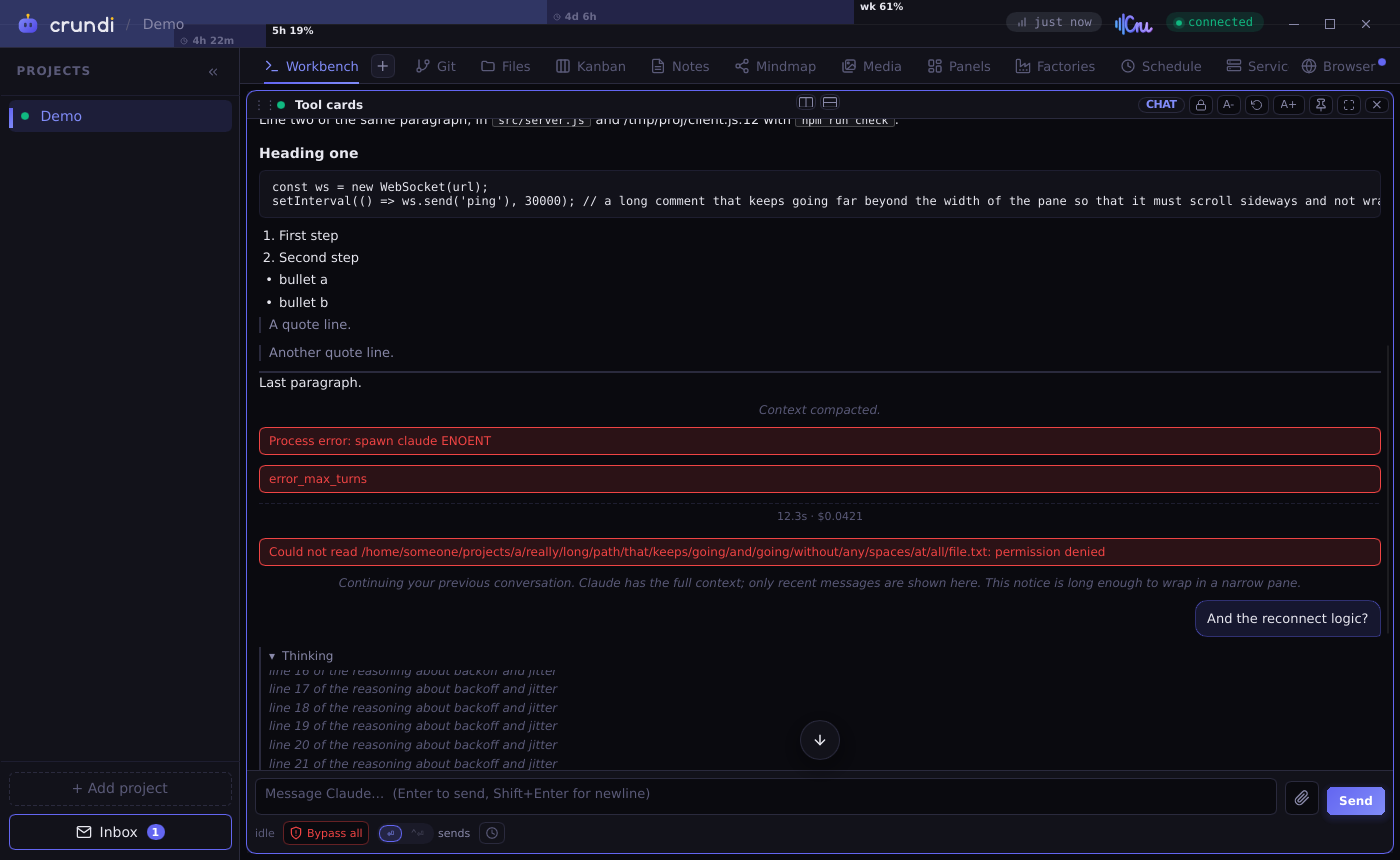 crundi / Demo
4d 6h
wk 61%
4h 22m
5h 19%
just now
Cru
connected
PROJECTS
«
Workbench
+
Git
Files
Kanban
Notes
Mindmap
Media
Panels
Factories
Schedule
Servic
Browser
Demo
Tool cards
CHAT
A-
A+
Line two of the same paragraph, in src/server.js and /tmp/proj/client.js:12 with npm run check.
Heading one
const ws = new WebSocket(url);
setInterval(() => ws.send('ping'), 30000); // a long comment that keeps going far beyond the width of the pane so that it must scroll sideways and not wra
1. First step
2. Second step
• bullet a
• bullet b
A quote line.
Another quote line.
Last paragraph.
Context compacted.
Process error: spawn claude ENOENT
error_max_turns
12.3s · $0.0421
Could not read /home/someone/projects/a/really/long/path/that/keeps/going/and/going/without/any/spaces/at/all/file.txt: permission denied
Continuing your previous conversation. Claude has the full context; only recent messages are shown here. This notice is long enough to wrap in a narrow pane.
And the reconnect logic?
▾ Thinking
line 16 of the reasoning about backoff and jitter
line 17 of the reasoning about backoff and jitter
line 18 of the reasoning about backoff and jitter
line 19 of the reasoning about backoff and jitter
line 20 of the reasoning about backoff and jitter
line 21 of the reasoning about backoff and jitter
+ Add project
Inbox 1
Message Claude… (Enter to send, Shift+Enter for newline)
Send
idle
Bypass all
⏎
^⏎
sends